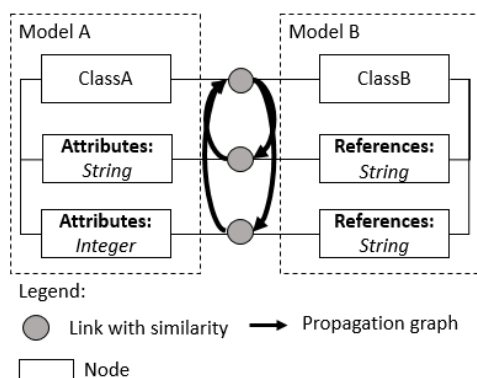 Model A
Model B
ClassA
ClassB
Attributes:
String
References:
String
Attributes:
Integer
References:
String
Legend:
Link with similarity
Propagation graph
Node